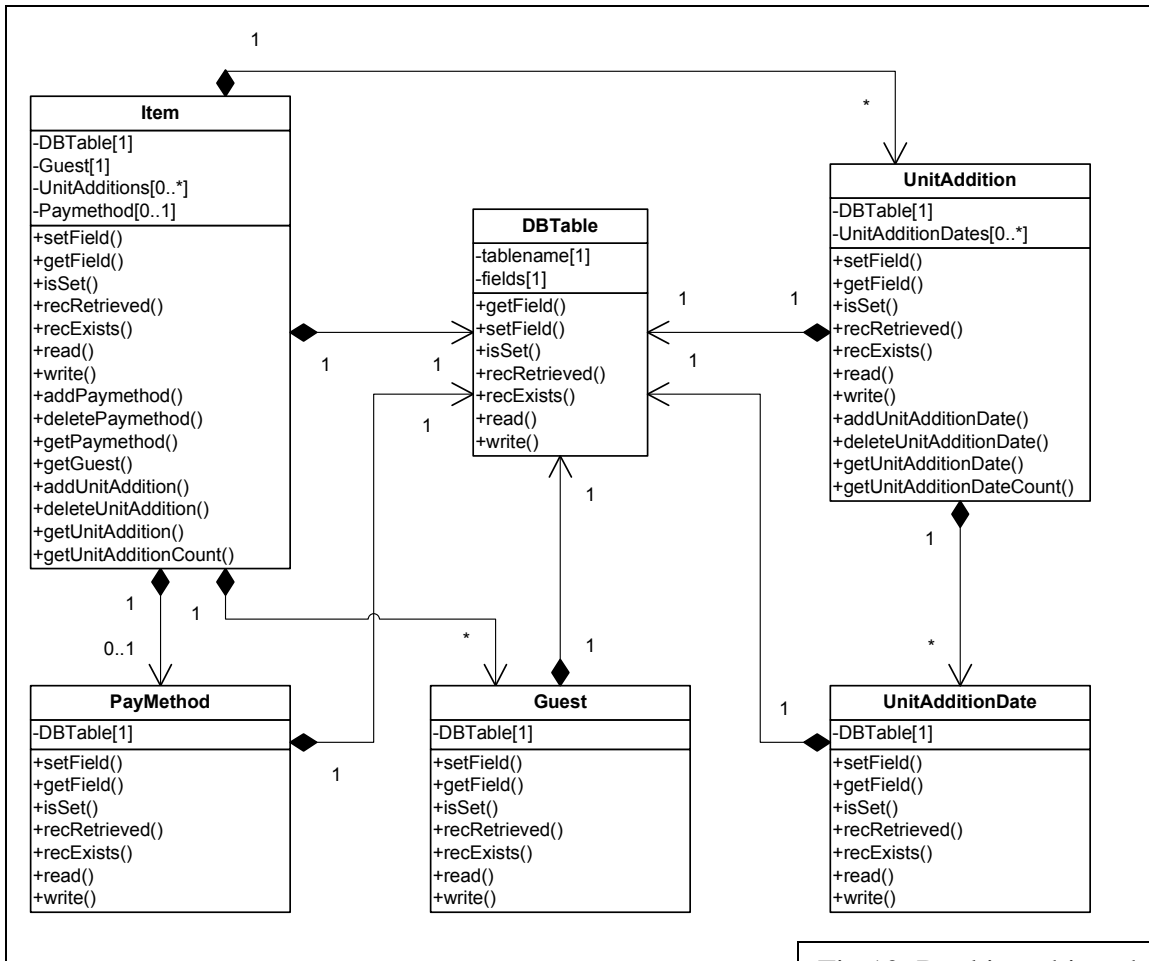 1
*
Item
-DBTable[1]
-Guest[1]
-UnitAdditions[0..*]
-Paymethod[0..1]
+setField()
+getField()
+isSet()
+recRetrieved()
+recExists()
+read()
+write()
+addPaymethod()
+deletePaymethod()
+getPaymethod()
+getGuest()
+addUnitAddition()
+deleteUnitAddition()
+getUnitAddition()
+getUnitAdditionCount()
1
1
DBTable
-tablename[1]
-fields[1]
+getField()
+setField()
+isSet()
+recRetrieved()
+recExists()
+read()
+write()
1
1
1
1
UnitAddition
-DBTable[1]
-UnitAdditionDates[0..*]
+setField()
+getField()
+isSet()
+recRetrieved()
+recExists()
+read()
+write()
+addUnitAdditionDate()
+deleteUnitAdditionDate()
+getUnitAdditionDate()
+getUnitAdditionDateCount()
1
0..1
1
*
1
1
1
*
PayMethod
-DBTable[1]
+setField()
+getField()
+isSet()
+recRetrieved()
+recExists()
+read()
+write()
1
Guest
-DBTable[1]
+setField()
+getField()
+isSet()
+recRetrieved()
+recExists()
+read()
+write()
1
UnitAdditionDate
-DBTable[1]
+setField()
+getField()
+isSet()
+recRetrieved()
+recExists()
+read()
+write()